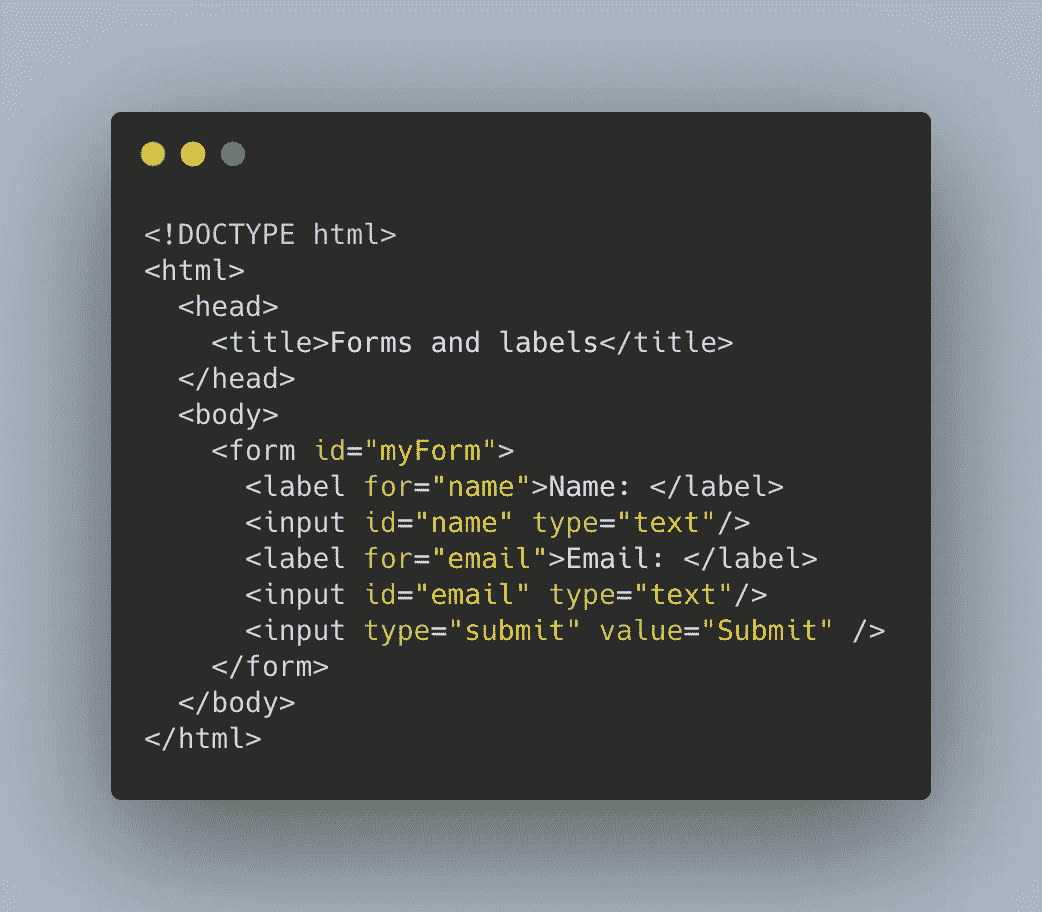 <!DOCTYPE html>
<html>
  <head>
    <title>Forms and labels</title>
  </head>
  <body>
    <form id="myForm">
      <label for="name">Name: </label>
      <input id="name" type="text"/>
      <label for="email">Email: </label>
      <input id="email" type="text"/>
      <input type="submit" value="Submit" />
    </form>
  </body>
</html>